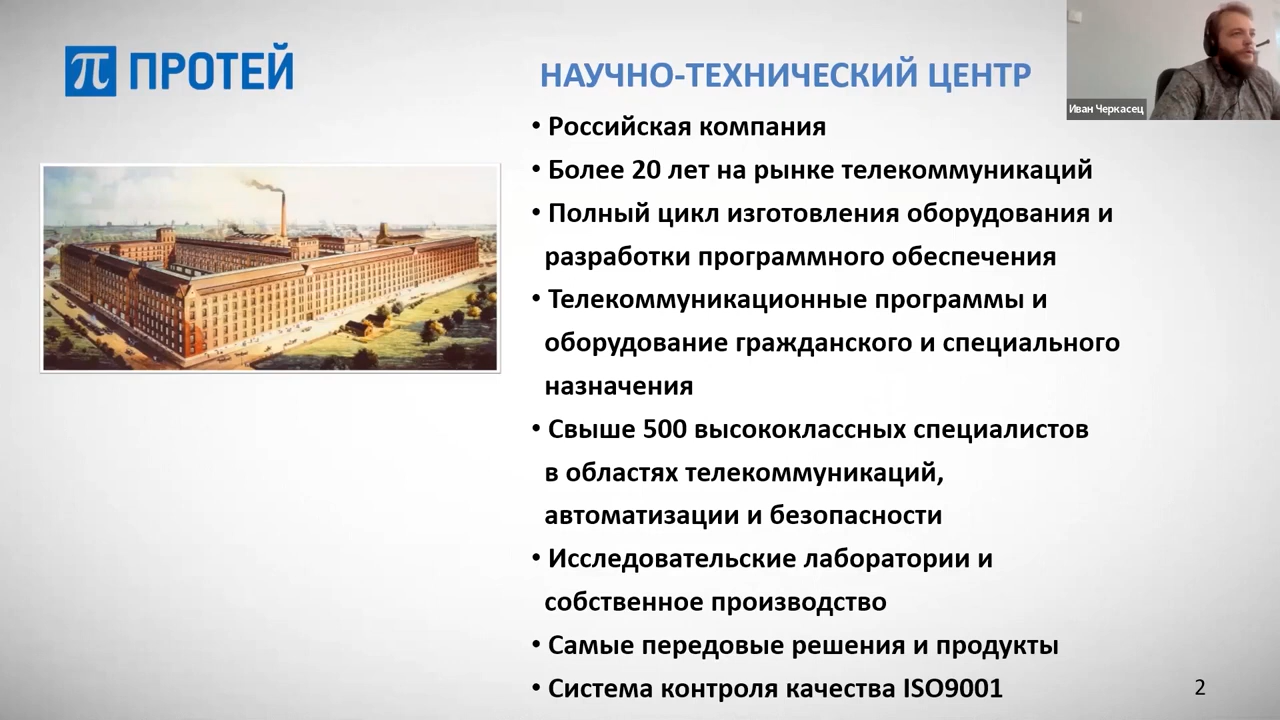 π ПРОТЕЙ
НАУЧНО-ТЕХНИЧЕСКИЙ ЦЕНТР
Иван Черкасец
• Российская компания
• Более 20 лет на рынке телекоммуникаций
• Полный цикл изготовления оборудования и
разработки программного обеспечения
• Телекоммуникационные программы и
оборудование гражданского и специального
назначения
• Свыше 500 высококлассных специалистов
в областях телекоммуникаций,
автоматизации и безопасности
• Исследовательские лаборатории и
собственное производство
• Самые передовые решения и продукты
• Система контроля качества ISO9001
2